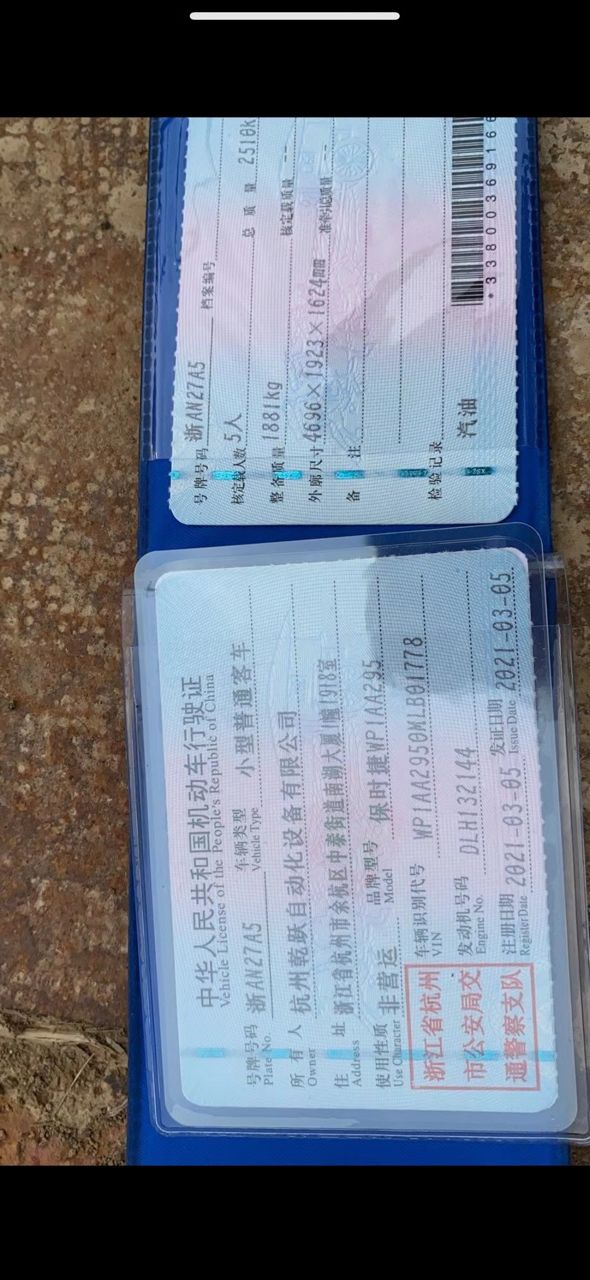 中华人民共和国机动车行驶证
Vehicle License of the People's Republic of China
号牌号码 浙AN27A5 车辆类型 小型普通客车
Plate No. Vehicle Type
所有人 杭州乾跃自动化设备有限公司
Owner
住址 浙江省杭州市余杭区中泰街道南湖大厦1幢1918室
Address
使用性质 非营运 品牌型号 保时捷WP1AA295
Use Character Model
浙江省杭州
市公安局交
通警察支队
车辆识别代号 WP1AA2950KLB01778
VIN
发动机号码 DLH132144
Engine No.
注册日期 2021-03-05 发证日期 2021-03-05
Register Date Issue Date
号牌号码 浙AN27A5 档案编号
核定载人数 5人 总质量 2510k
整备质量 1881kg 核定载质量 --
外廓尺寸 4696×1923×1624mm 准牵引总质量 --
备注
检验记录
汽油
*338003691 66